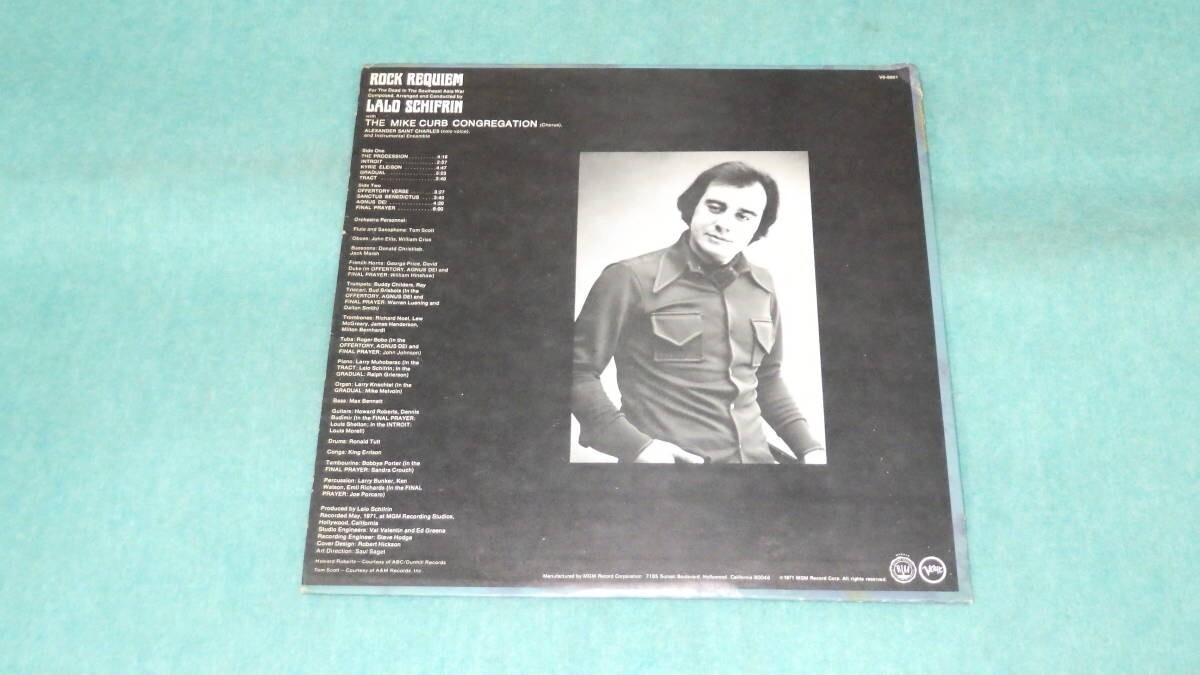 ROCK REQUIEM
For The Dead In The Southeast Asia War
Composed, Arranged and Conducted by
LALO SCHIFRIN
with
THE MIKE CURB CONGREGATION (Chorus),
ALEXANDER SAINT CHARLES (solo voice),
and Instrumental Ensemble
V6-8801
Side One
THE PROCESSION
INTROIT
KYRIE ELEISON
GRADUAL
TRACT
Side Two
OFFERTORY VERSE
SANCTUS BENEDICTUS
AGNUS DEI
FINAL PRAYER
Orchestra Personnel:
Flute and Saxophone: Tom Scott
Oboes: John Ellis, William Criss
Bassoons: Donald Christlieb,
Jack Marsh
French Horns: George Price, David
Duke (in OFFERTORY, AGNUS DEI and
FINAL PRAYER: William Hinshaw)
Trumpets: Buddy Childers, Ray
Triscari, Bud Brisbois (in the
OFFERTORY, AGNUS DEI and
FINAL PRAYER: Warren Luening and
Dalton Smith)
Trombones: Richard Noel, Lew
McCreary, James Henderson,
Milton Bernhardt
Tuba: Roger Bobo (in the
OFFERTORY, AGNUS DEI and
FINAL PRAYER: John Johnson)
Piano: Larry Muhoberac (in the
TRACT: Lalo Schifrin; in the
GRADUAL: Ralph Grierson)
Organ: Larry Knechtel (in the
GRADUAL: Mike Melvoin)
Bass: Max Bennett
Guitars: Howard Roberts, Dennis
Budimir (in the FINAL PRAYER:
Louis Shelton; in the INTROIT:
Louis Morell)
Drums: Ronald Tutt
Conga: King Errison
Tambourine: Bobbye Porter (in the
FINAL PRAYER: Sandra Crouch)
Percussion: Larry Bunker, Ken
Watson, Emil Richards (in the FINAL
PRAYER: Joe Porcaro)
Produced by Lalo Schifrin
Recorded May, 1971, at MGM Recording Studios,
Hollywood, California
Studio Engineers: Val Valentin and Ed Greene
Recording Engineer: Steve Hodge
Cover Design: Robert Hickson
Art Direction: Saul Saget
Howard Roberts—Courtesy of ABC/Dunhill Records
Tom Scott—Courtesy of A&M Records, Inc.
Manufactured by MGM Record Corporation 7165 Sunset Boulevard, Hollywood, California 90046 ©1971 MGM Record Corp. All rights reserved.
MGM
Verve